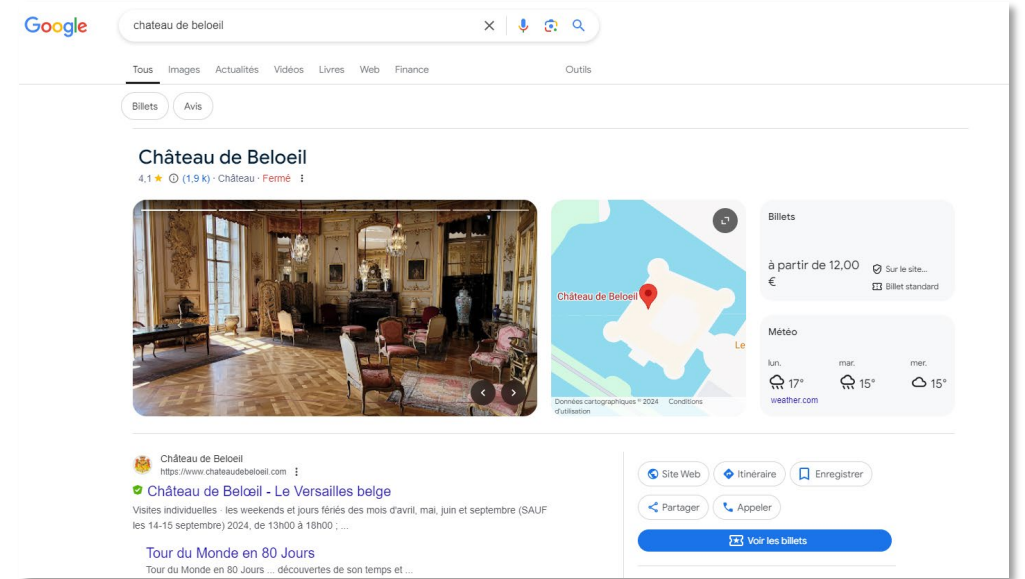 Google
chateau de beloeil
Tous Images Actualités Vidéos Livres Web Finance Outils
Billets Avis
Château de Beloeil
4,1 ★ (1,9 k) · Château · Fermé
Château de Beloeil
Le
Données cartographiques © 2024 Conditions
d'utilisation
Billets
à partir de 12,00
€
Sur le site...
Billet standard
Météo
lun. mar. mer.
17° 15° 15°
weather.com
Château de Beloeil
https://www.chateaudebeloeil.com
Château de Belœil - Le Versailles belge
Visites individuelles · les weekends et jours fériés des mois d'avril, mai, juin et septembre (SAUF
les 14-15 septembre) 2024, de 13h00 à 18h00 ; ...
Tour du Monde en 80 Jours
Tour du Monde en 80 Jours ... découvertes de son temps et ...
Site Web Itinéraire Enregistrer
Partager Appeler
Voir les billets